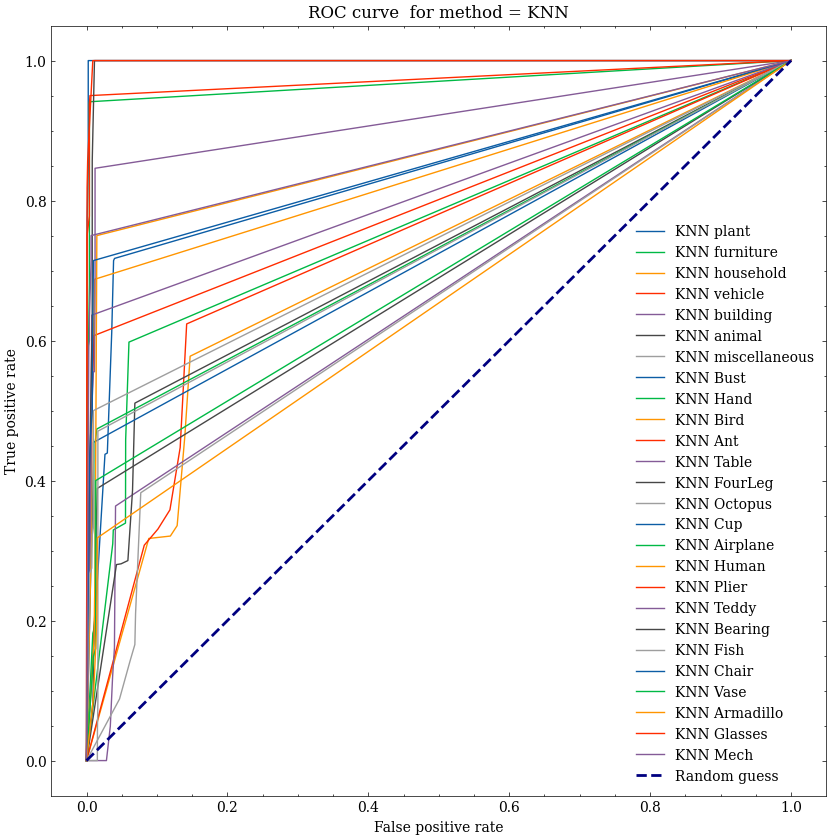 ROC curve  for method = KNN
True positive rate
1.0
0.8
0.6
0.4
0.2
0.0
KNN plant
KNN furniture
KNN household
KNN vehicle
KNN building
KNN animal
KNN miscellaneous
KNN Bust
KNN Hand
KNN Bird
KNN Ant
KNN Table
KNN FourLeg
KNN Octopus
KNN Cup
KNN Airplane
KNN Human
KNN Plier
KNN Teddy
KNN Bearing
KNN Fish
KNN Chair
KNN Vase
KNN Armadillo
KNN Glasses
KNN Mech
Random guess
0.0 0.2 0.4 0.6 0.8 1.0
False positive rate